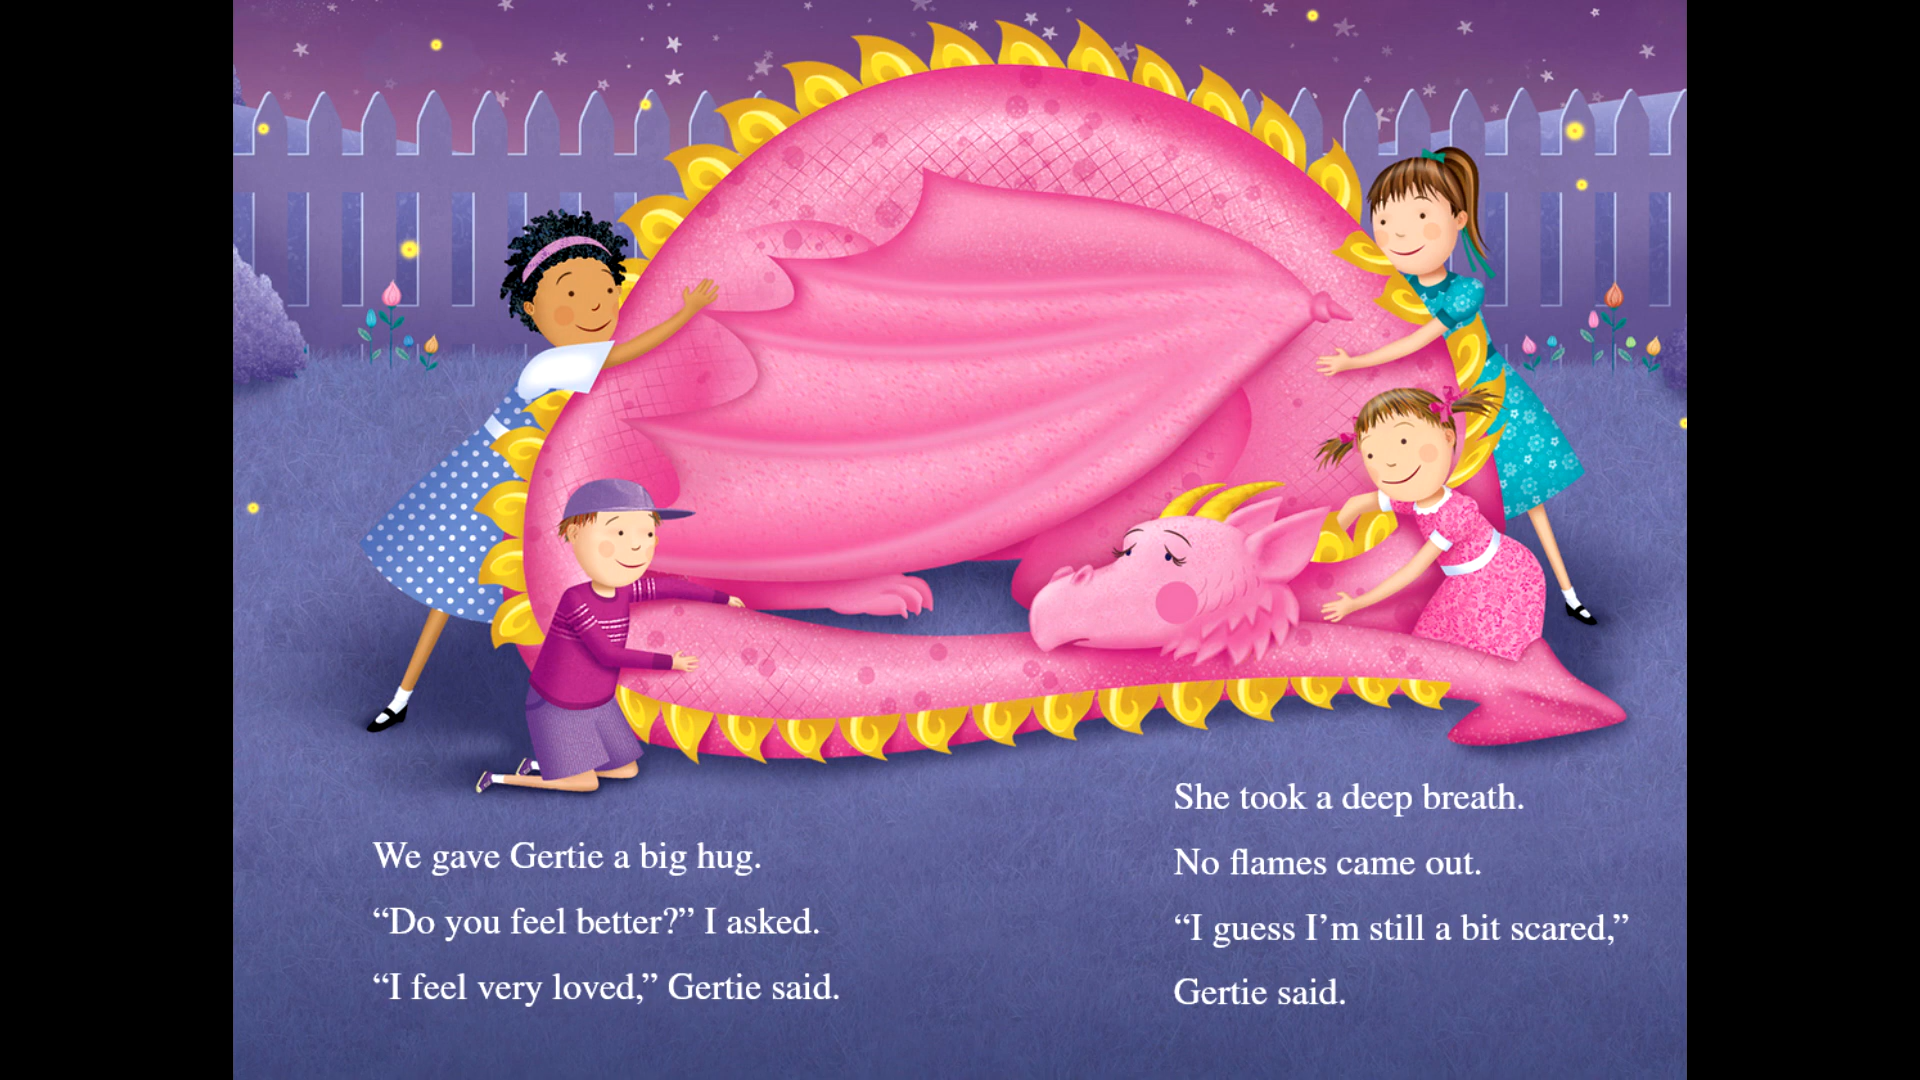 We gave Gertie a big hug.
“Do you feel better?” I asked.
“I feel very loved,” Gertie said.
She took a deep breath.
No flames came out.
“I guess I’m still a bit scared,”
Gertie said.